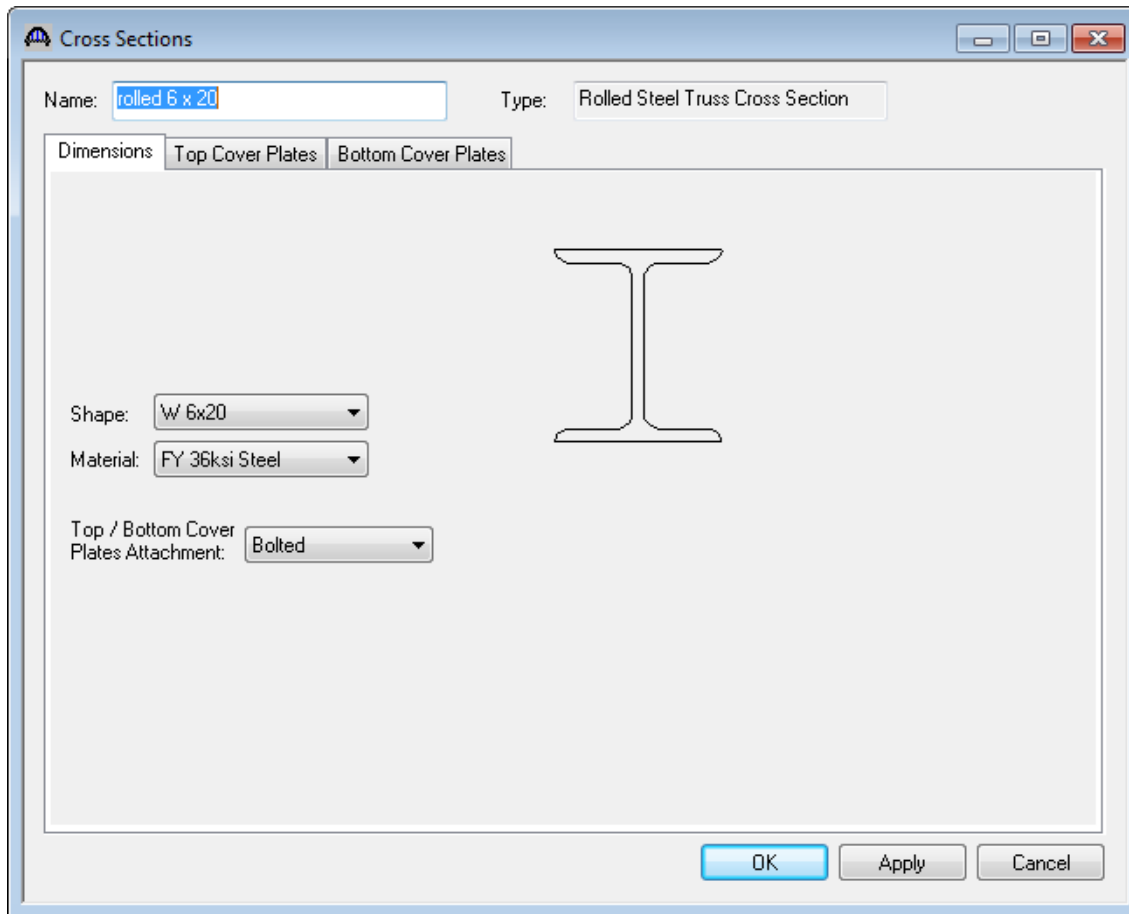 Cross Sections
Name: rolled 6 x 20 Type: Rolled Steel Truss Cross Section
Dimensions Top Cover Plates Bottom Cover Plates
Shape: W 6x20
Material: FY 36ksi Steel
Top / Bottom Cover
Plates Attachment: Bolted
OK Apply Cancel